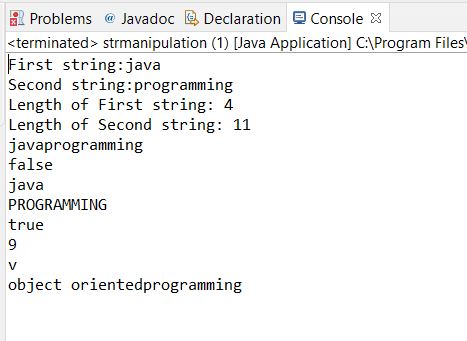 Problems @ Javadoc Declaration Console
<terminated> strmanipulation (1) [Java Application] C:\Program Files\
First string:java
Second string:programming
Length of First string: 4
Length of Second string: 11
javaprogramming
false
java
PROGRAMMING
true
9
v
object orientedprogramming